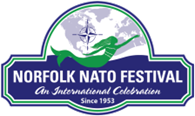 NORFOLK NATO FESTIVAL
An International Celebration
Since 1953